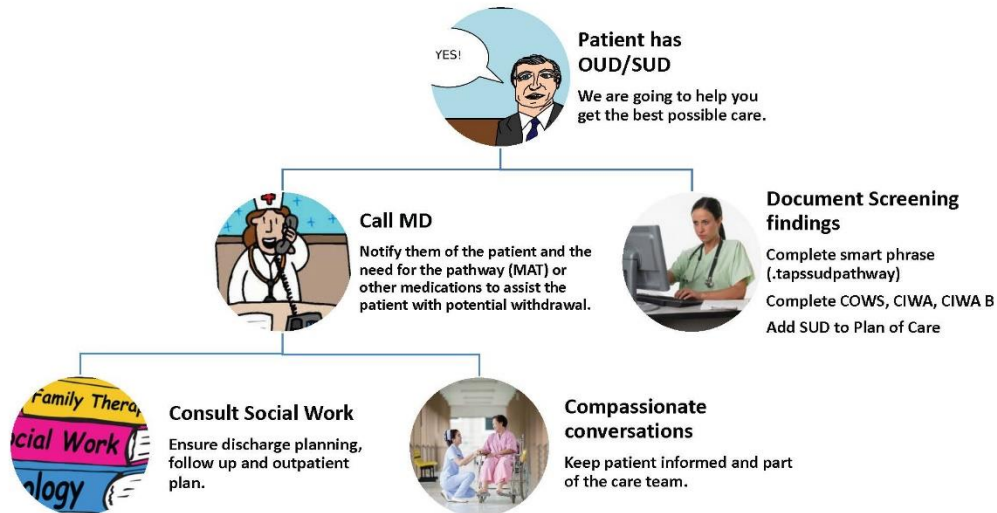 YES!
Patient has
OUD/SUD
We are going to help you
get the best possible care.
Call MD
Notify them of the patient and the
need for the pathway (MAT) or
other medications to assist the
patient with potential withdrawal.
Document Screening
findings
Complete smart phrase
(.tapssudpathway)
Complete COWS, CIWA, CIWA B
Add SUD to Plan of Care
Family Therap
ocial Work
ology
Consult Social Work
Ensure discharge planning,
follow up and outpatient
plan.
Compassionate
conversations
Keep patient informed and part
of the care team.